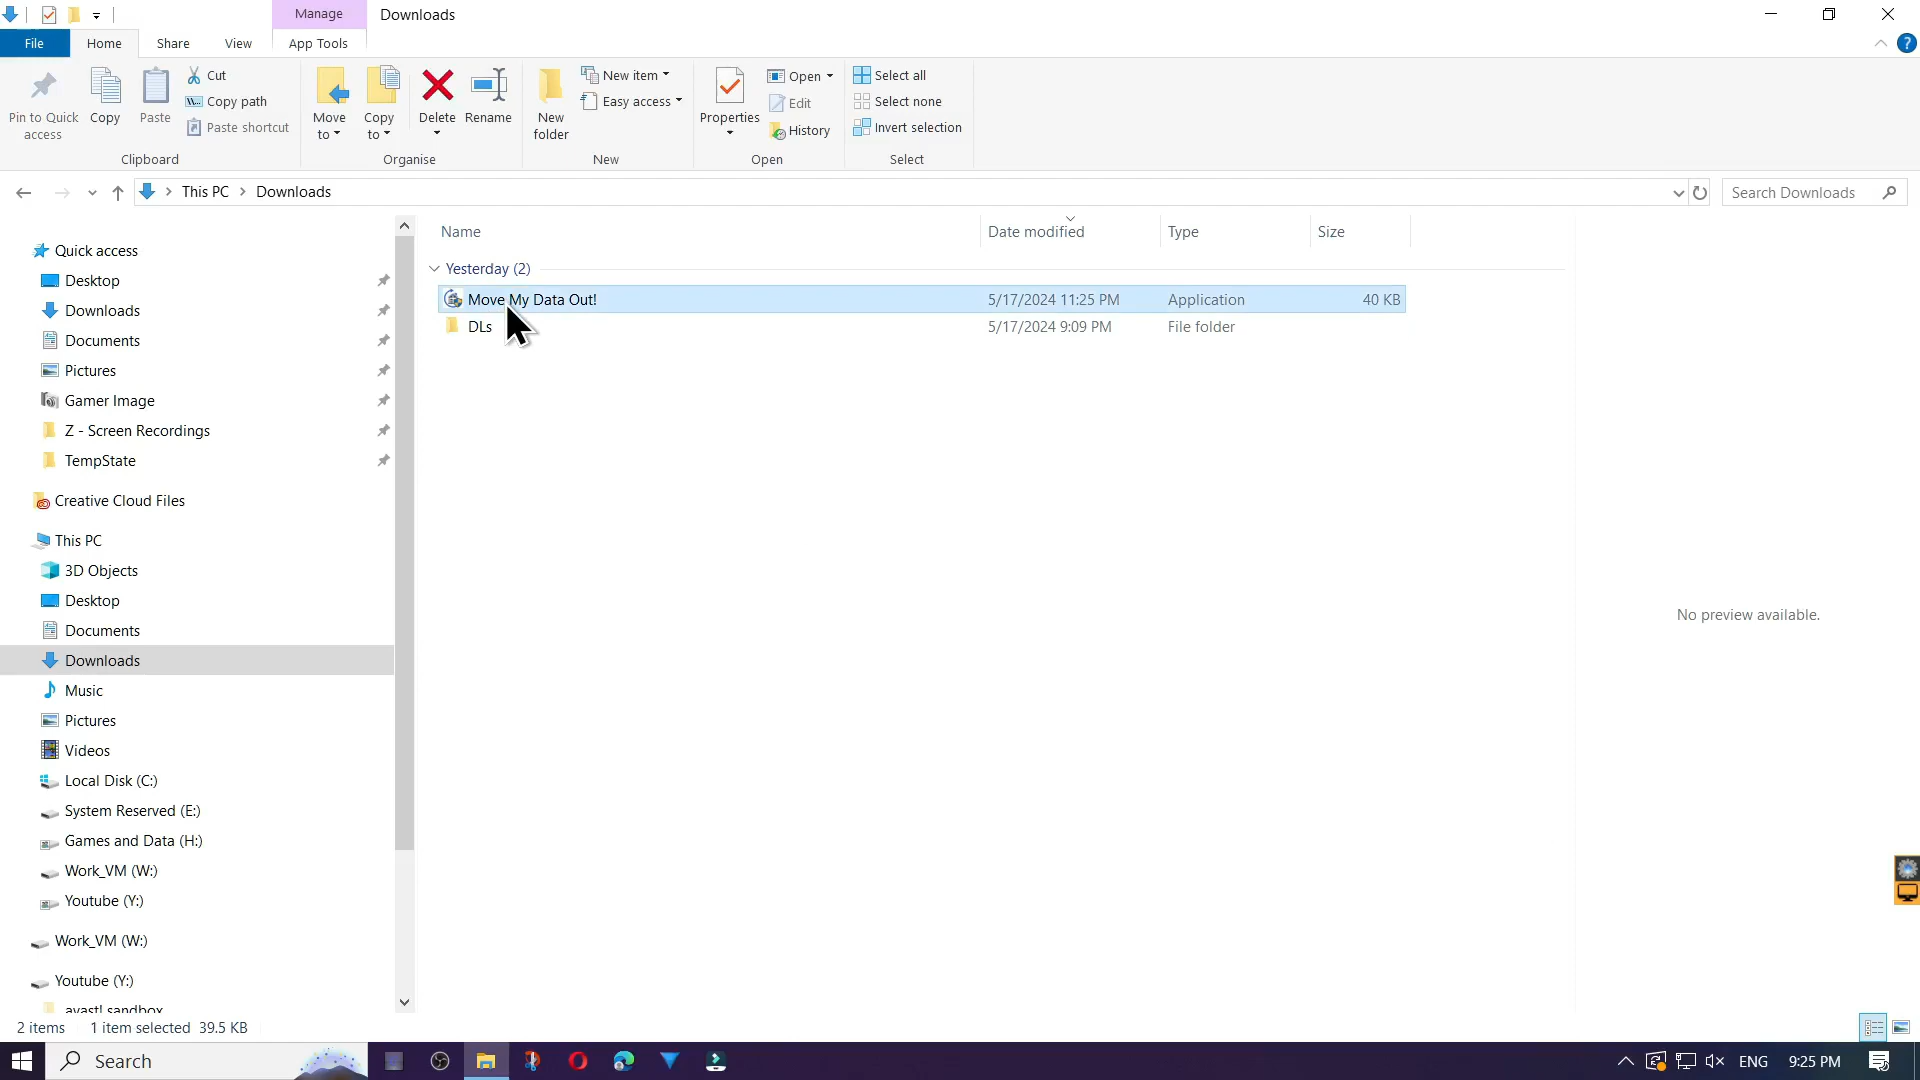 Manage
Downloads
File
Home
Share
View
App Tools
Pin to Quick
access
Copy
Paste
Cut
Copy path
Paste shortcut
Clipboard
Move
to
Copy
to
Delete
Rename
Organise
New
folder
New item
Easy access
New
Properties
Open
Edit
History
Open
Select all
Select none
Invert selection
Select
This PC
Downloads
Search Downloads
Quick access
Desktop
Downloads
Documents
Pictures
Gamer Image
Z - Screen Recordings
TempState
Creative Cloud Files
This PC
3D Objects
Desktop
Documents
Downloads
Music
Pictures
Videos
Local Disk (C:)
System Reserved (E:)
Games and Data (H:)
Work_VM (W:)
Youtube (Y:)
Work_VM (W:)
Youtube (Y:)
avast! sandbox
Name
Date modified
Type
Size
Yesterday (2)
Move My Data Out!
5/17/2024 11:25 PM
Application
40 KB
DLs
5/17/2024 9:09 PM
File folder
No preview available.
2 items
1 item selected 39.5 KB
Search
ENG
9:25 PM